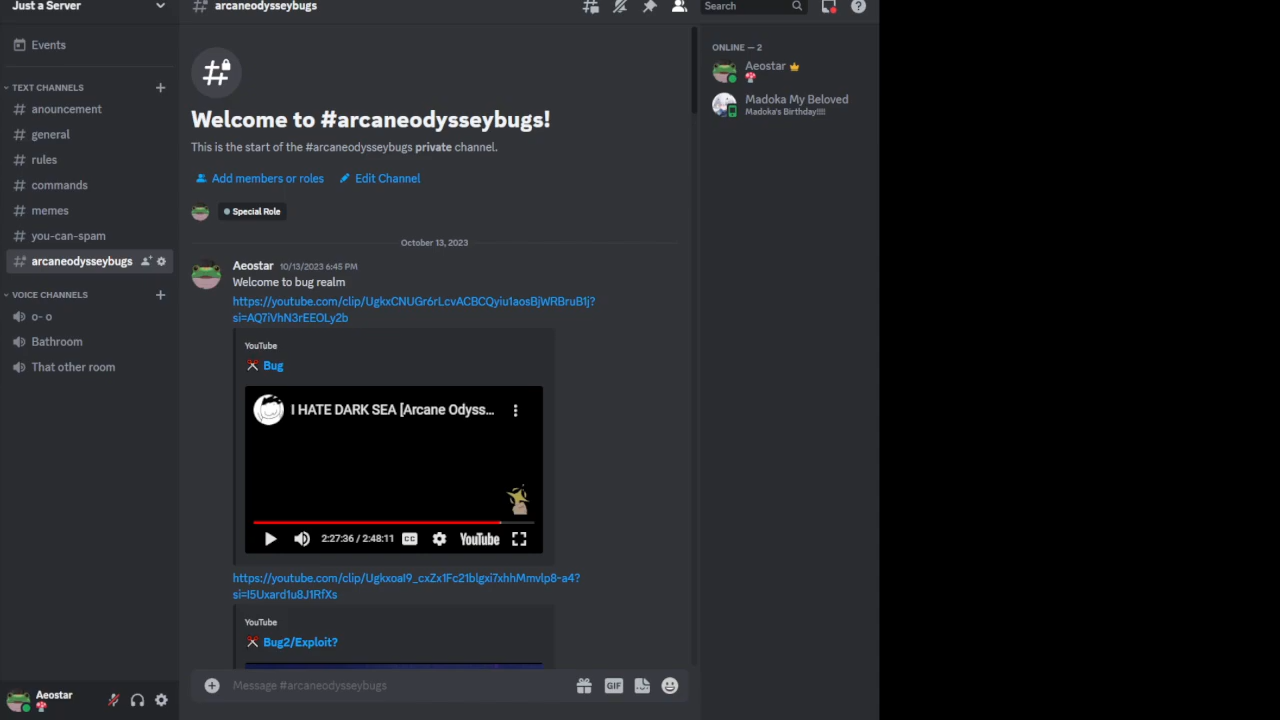 Just a Server
Events
TEXT CHANNELS
anouncement
general
rules
commands
memes
you-can-spam
arcaneodysseybugs
VOICE CHANNELS
o- o
Bathroom
That other room
Aeostar
arcaneodysseybugs
Search
Welcome to #arcaneodysseybugs!
This is the start of the #arcaneodysseybugs private channel.
Add members or roles
Edit Channel
Special Role
October 13, 2023
Aeostar 10/13/2023 6:45 PM
Welcome to bug realm
https://youtube.com/clip/UgkxCNUGr6rLcvACBCQyiu1aosBjWRBruB1j?
si=AQ7iVhN3rEEOLy2b
YouTube
Bug
I HATE DARK SEA [Arcane Odyss...
2:27:36 / 2:48:11
CC
YouTube
https://youtube.com/clip/UgkxoaI9_cxZx1Fc21blgxi7xhhMmvlp8-a4?
si=I5Uxard1u8J1RfXs
YouTube
Bug2/Exploit?
Message #arcaneodysseybugs
GIF
ONLINE — 2
Aeostar
Madoka My Beloved
Madoka's Birthday!!!!